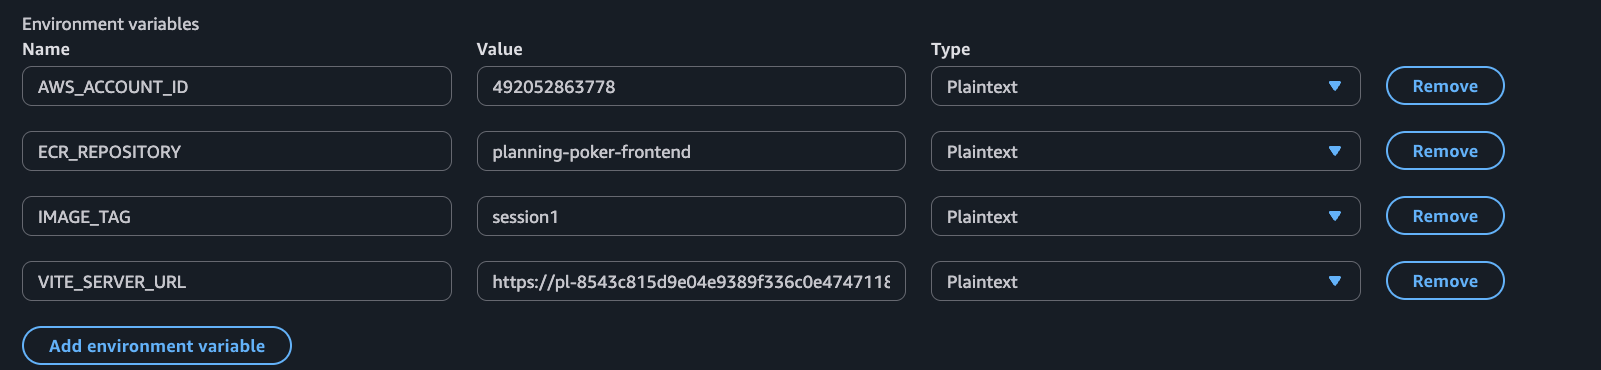 Environment variables
Name Value Type
AWS_ACCOUNT_ID 492052863778 Plaintext Remove
ECR_REPOSITORY planning-poker-frontend Plaintext Remove
IMAGE_TAG session1 Plaintext Remove
VITE_SERVER_URL https://pl-8543c815d9e04e9389f336c0e4747118 Plaintext Remove
Add environment variable